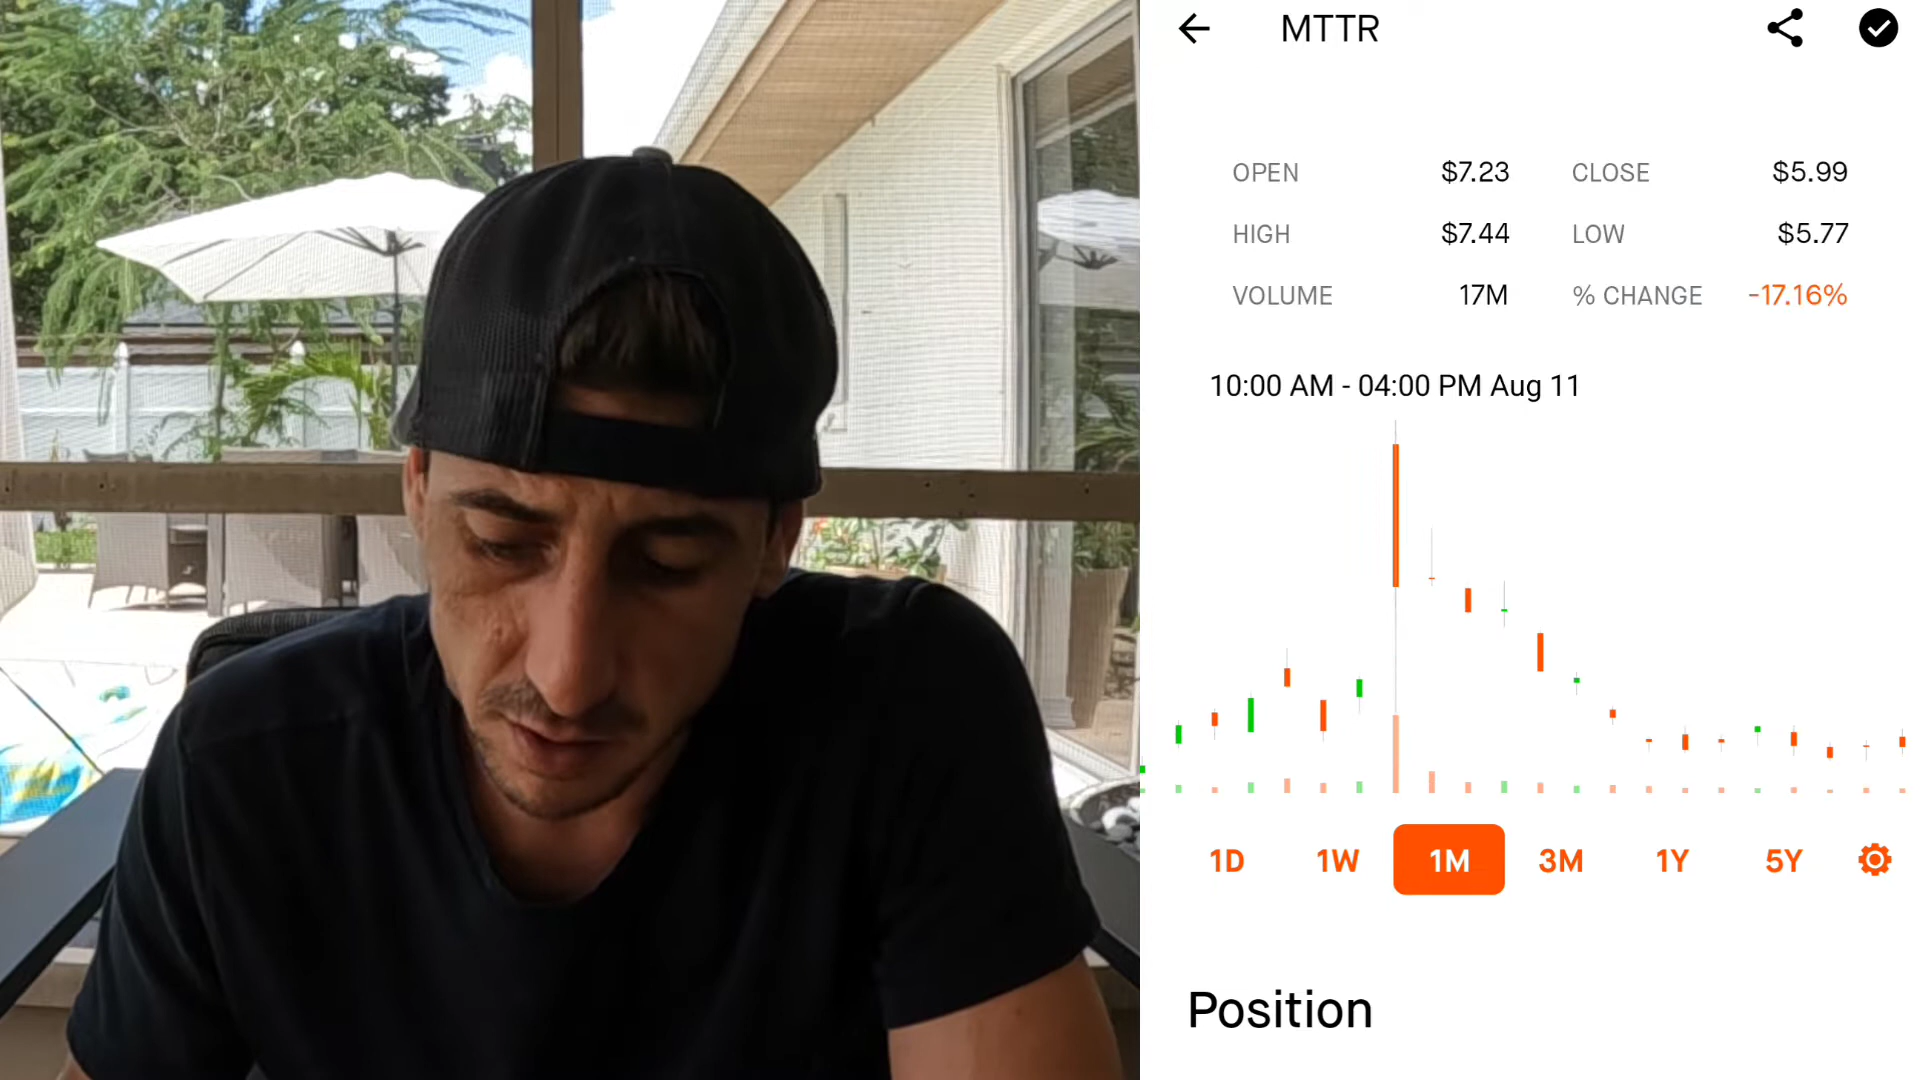 MTTR
OPEN $7.23 CLOSE $5.99
HIGH $7.44 LOW $5.77
VOLUME 17M % CHANGE -17.16%
10:00 AM - 04:00 PM Aug 11
1D 1W 1M 3M 1Y 5Y
Position